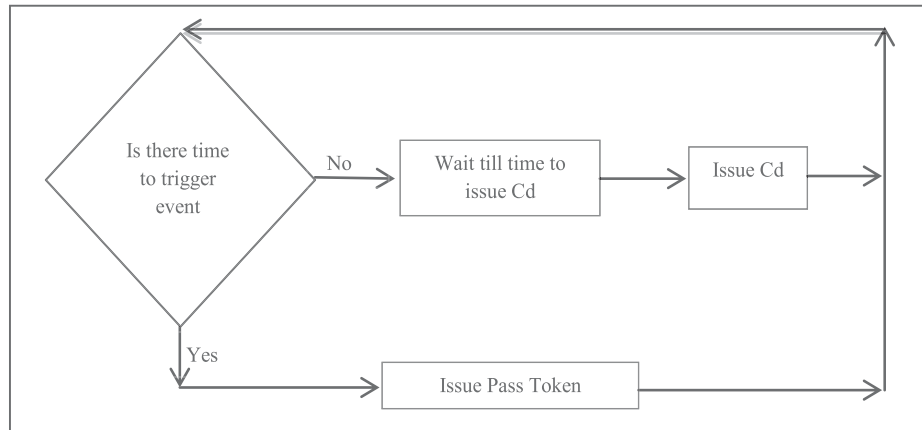 Is there time
to trigger
event
No
Wait till time to
issue Cd
Issue Cd
Yes
Issue Pass Token